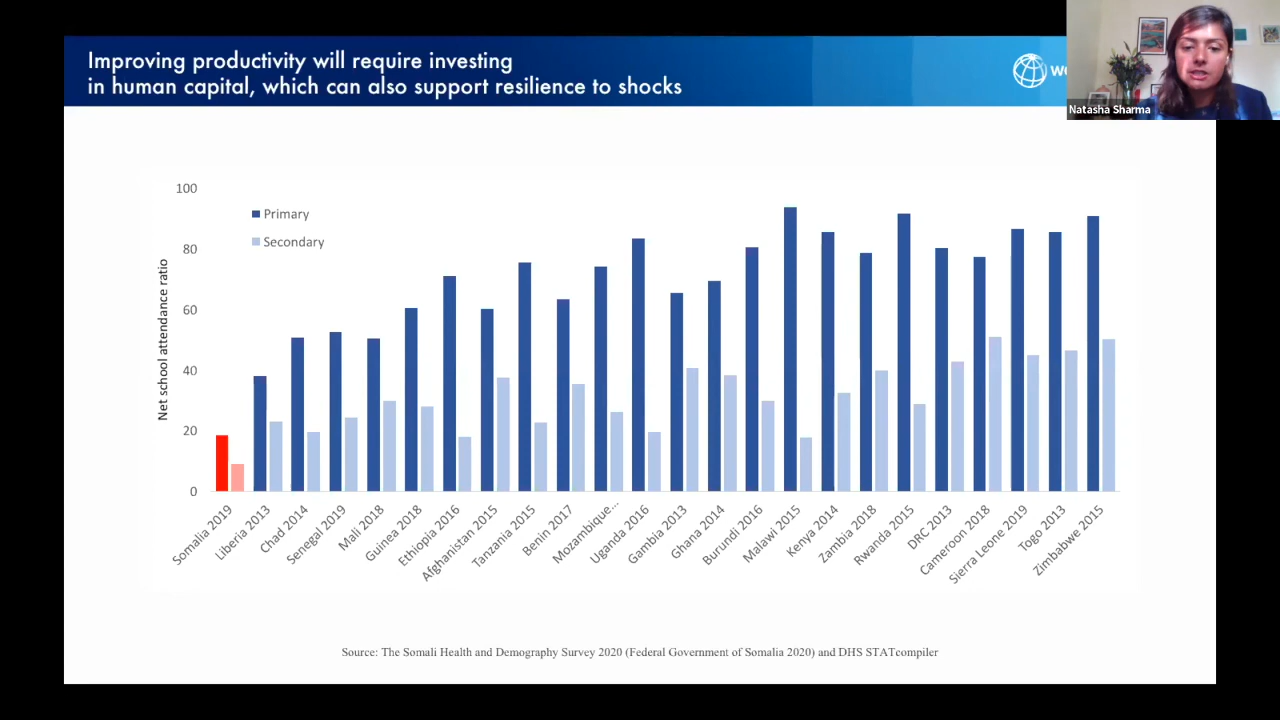 Improving productivity will require investing
in human capital, which can also support resilience to shocks
Natasha Sharma
100
80
60
40
20
0
Primary
Secondary
Net school attendance ratio
Somalia 2019
Liberia 2013
Chad 2014
Senegal 2019
Mali 2018
Guinea 2018
Ethiopia 2016
Afghanistan 2015
Tanzania 2015
Benin 2017
Mozambique...
Uganda 2016
Gambia 2013
Ghana 2014
Burundi 2016
Malawi 2015
Kenya 2014
Zambia 2018
Rwanda 2015
DRC 2013
Cameroon 2018
Sierra Leone 2019
Togo 2013
Zimbabwe 2015
Source: The Somali Health and Demography Survey 2020 (Federal Government of Somalia 2020) and DHS STATcompiler